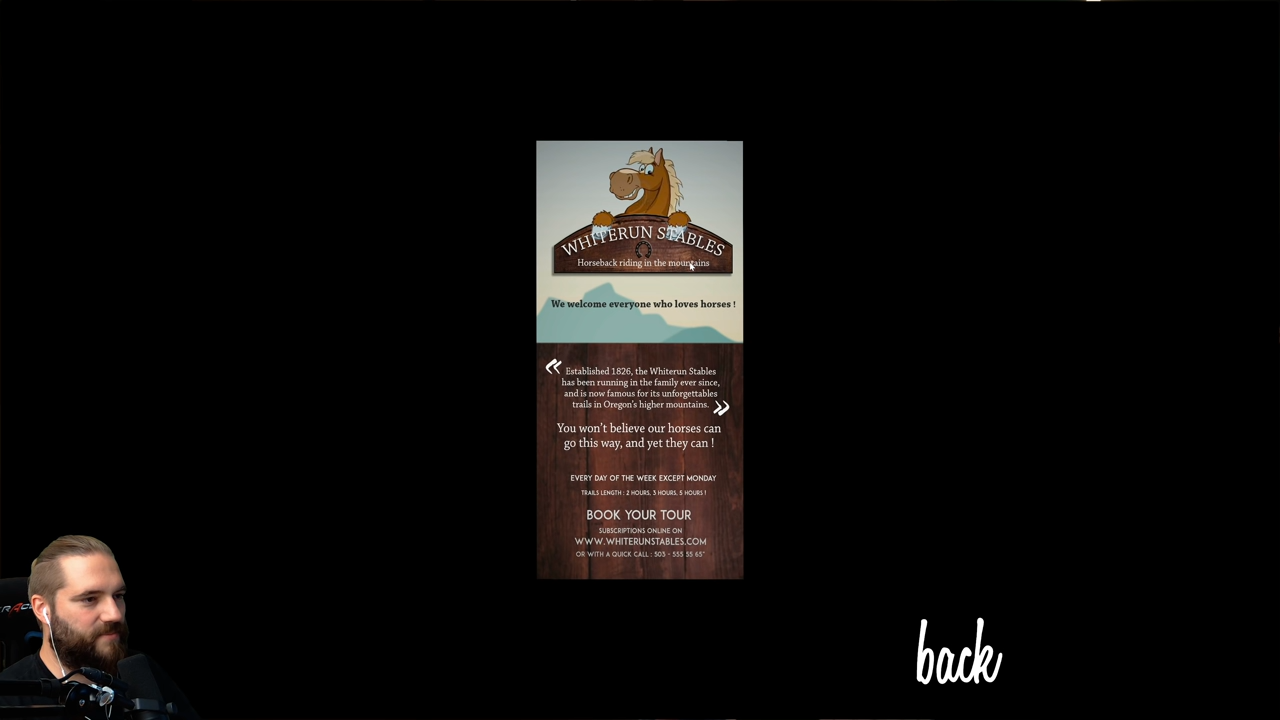 WHITERUN STABLES
Horseback riding in the mountains
We welcome everyone who loves horses !
« Established 1826, the Whiterun Stables
has been running in the family ever since,
and is now famous for its unforgettables
trails in Oregon's higher mountains. »
You won't believe our horses can
go this way, and yet they can !
EVERY DAY OF THE WEEK EXCEPT MONDAY
TRAILS LENGTH : 2 HOURS, 3 HOURS, 5 HOURS !
BOOK YOUR TOUR
SUBSCRIPTIONS ONLINE ON
WWW.WHITERUNSTABLES.COM
OR WITH A QUICK CALL : 503 - 555 55 65"
back